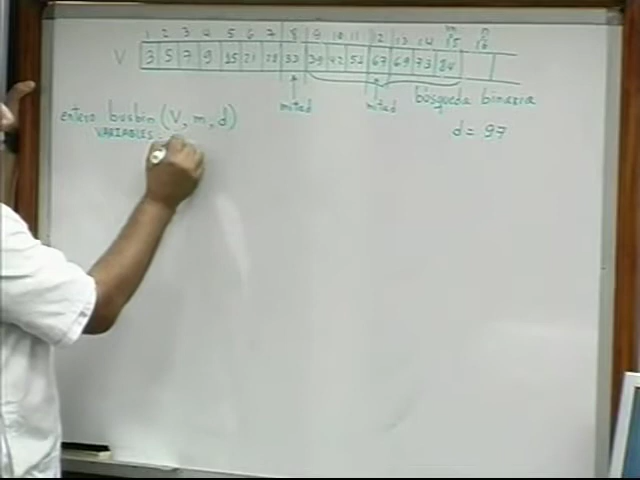 1 2 3 4 5 6 7 8 9 10 11 12 13 14 15 16
m n
V 3 5 7 9 15 21 28 33 39 42 52 67 69 73 84
mitad mitad búsqueda binaria
entero busbin (V, m, d)
d = 97
VARIABLES: